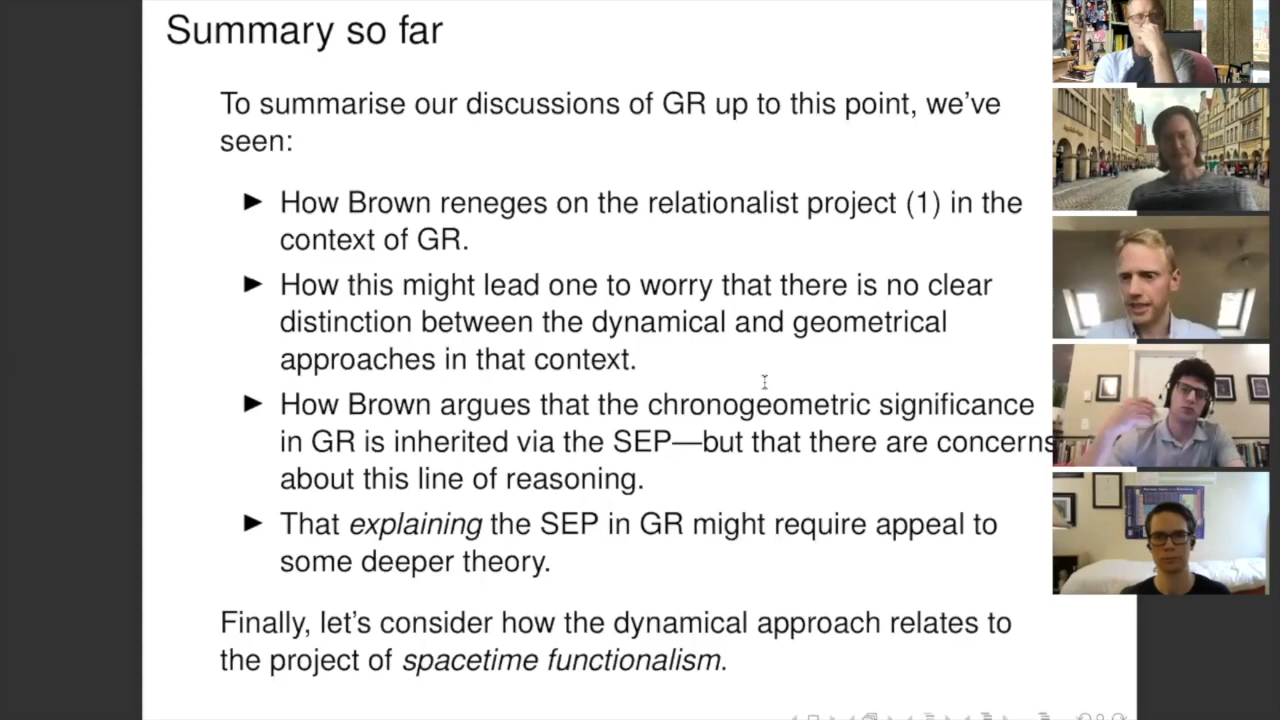 Summary so far
To summarise our discussions of GR up to this point, we've
seen:
► How Brown reneges on the relationalist project (1) in the
context of GR.
► How this might lead one to worry that there is no clear
distinction between the dynamical and geometrical
approaches in that context.
► How Brown argues that the chronogeometric significance
in GR is inherited via the SEP—but that there are concerns
about this line of reasoning.
► That explaining the SEP in GR might require appeal to
some deeper theory.
Finally, let's consider how the dynamical approach relates to
the project of spacetime functionalism.